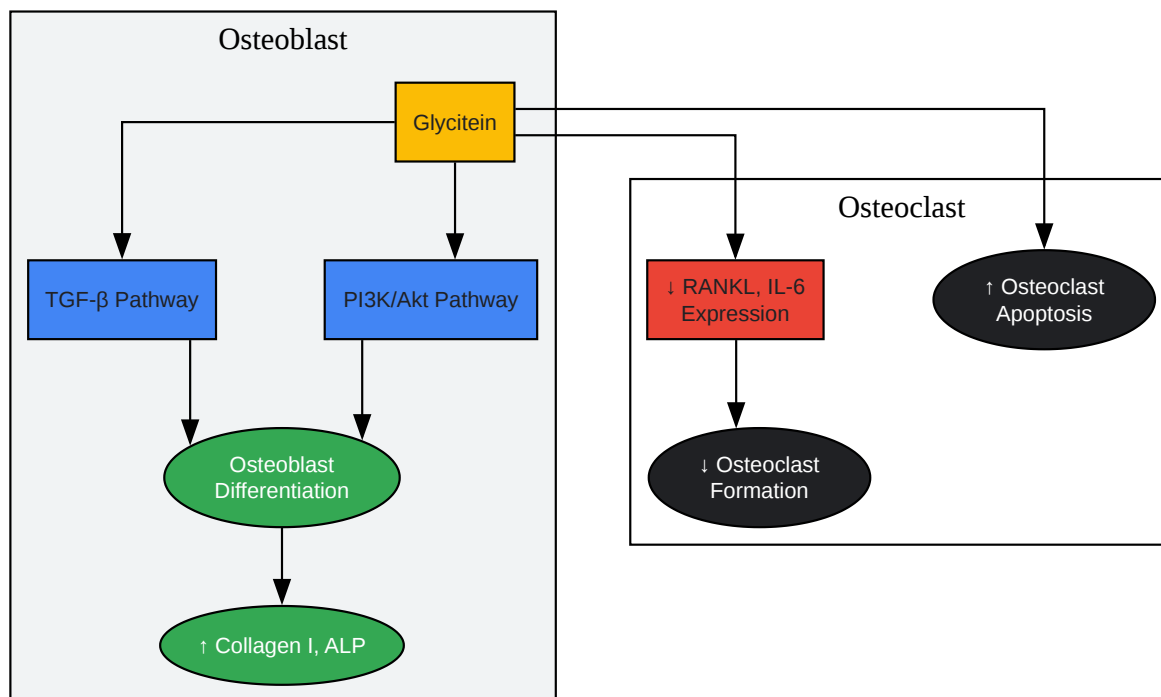 Osteoblast
Glycitein
TGF-β Pathway
PI3K/Akt Pathway
Osteoblast
Differentiation
↑ Collagen I, ALP
Osteoclast
↓ RANKL, IL-6
Expression
↑ Osteoclast
Apoptosis
↓ Osteoclast
Formation